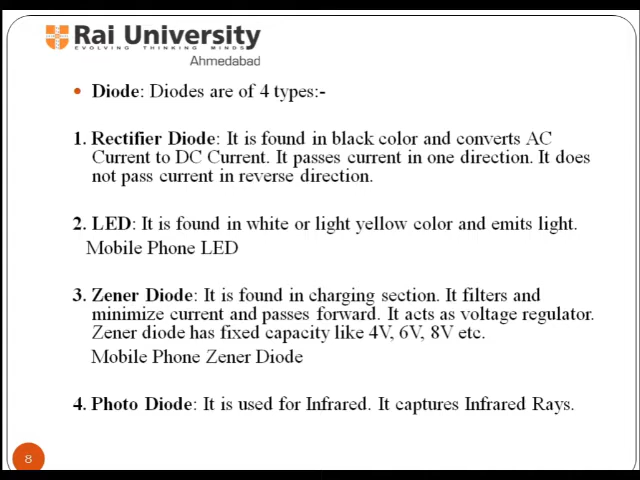 Rai University
EVOLVING THINKING MINDS
Ahmedabad
• Diode: Diodes are of 4 types:-
1. Rectifier Diode: It is found in black color and converts AC
Current to DC Current. It passes current in one direction. It does
not pass current in reverse direction.
2. LED: It is found in white or light yellow color and emits light.
Mobile Phone LED
3. Zener Diode: It is found in charging section. It filters and
minimize current and passes forward. It acts as voltage regulator.
Zener diode has fixed capacity like 4V, 6V, 8V etc.
Mobile Phone Zener Diode
4. Photo Diode: It is used for Infrared. It captures Infrared Rays.
8